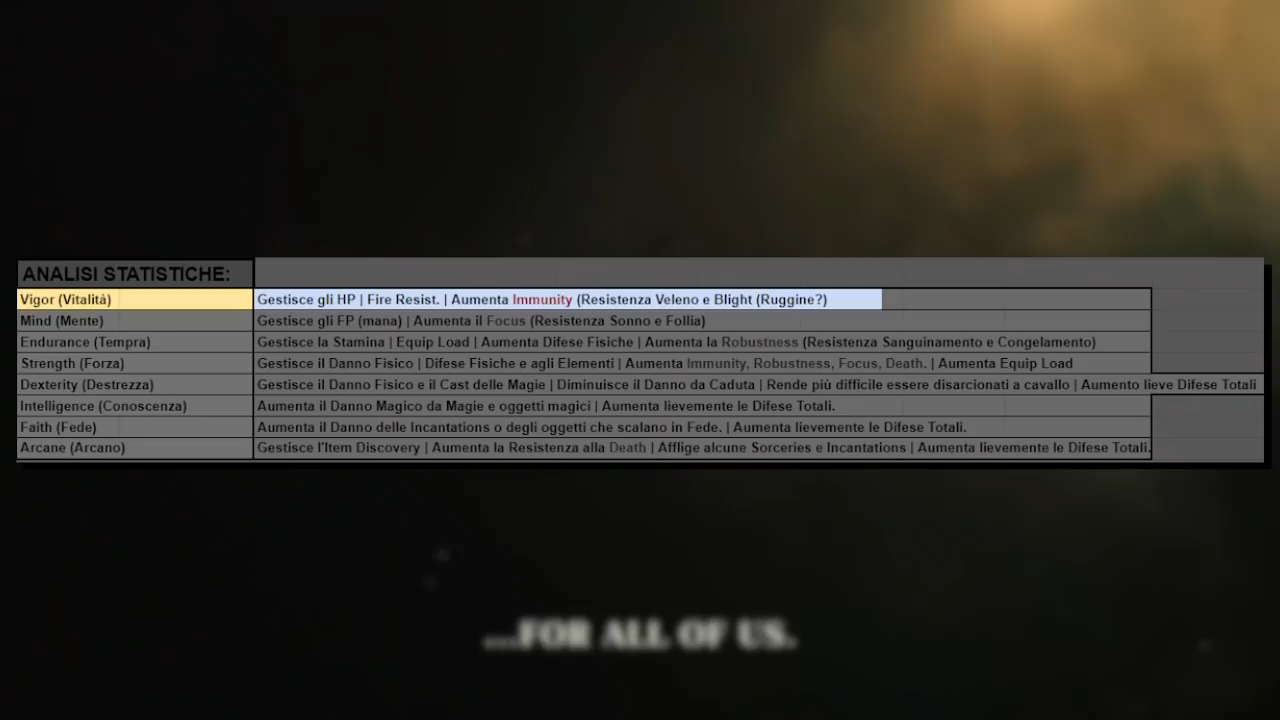 ANALISI STATISTICHE:
Vigor (Vitalità) Gestisce gli HP | Fire Resist. | Aumenta Immunity (Resistenza Veleno e Blight (Ruggine?)
Mind (Mente) Gestisce gli FP (mana) | Aumenta il Focus (Resistenza Sonno e Follia)
Endurance (Tempra) Gestisce la Stamina | Equip Load | Aumenta Difese Fisiche | Aumenta la Robustness (Resistenza Sanguinamento e Congelamento)
Strength (Forza) Gestisce il Danno Fisico | Difese Fisiche e agli Elementi | Aumenta Immunity, Robustness, Focus, Death. | Aumenta Equip Load
Dexterity (Destrezza) Gestisce il Danno Fisico e il Cast delle Magie | Diminuisce il Danno da Caduta | Rende più difficile essere disarcionati a cavallo | Aumento lieve Difese Totali
Intelligence (Conoscenza) Aumenta il Danno Magico da Magie e oggetti magici | Aumenta lievemente le Difese Totali.
Faith (Fede) Aumenta il Danno delle Incantations o degli oggetti che scalano in Fede. | Aumenta lievemente le Difese Totali.
Arcane (Arcano) Gestisce l'Item Discovery | Aumenta la Resistenza alla Death | Afflige alcune Sorceries e Incantations | Aumenta lievemente le Difese Totali.
...FOR ALL OF US.